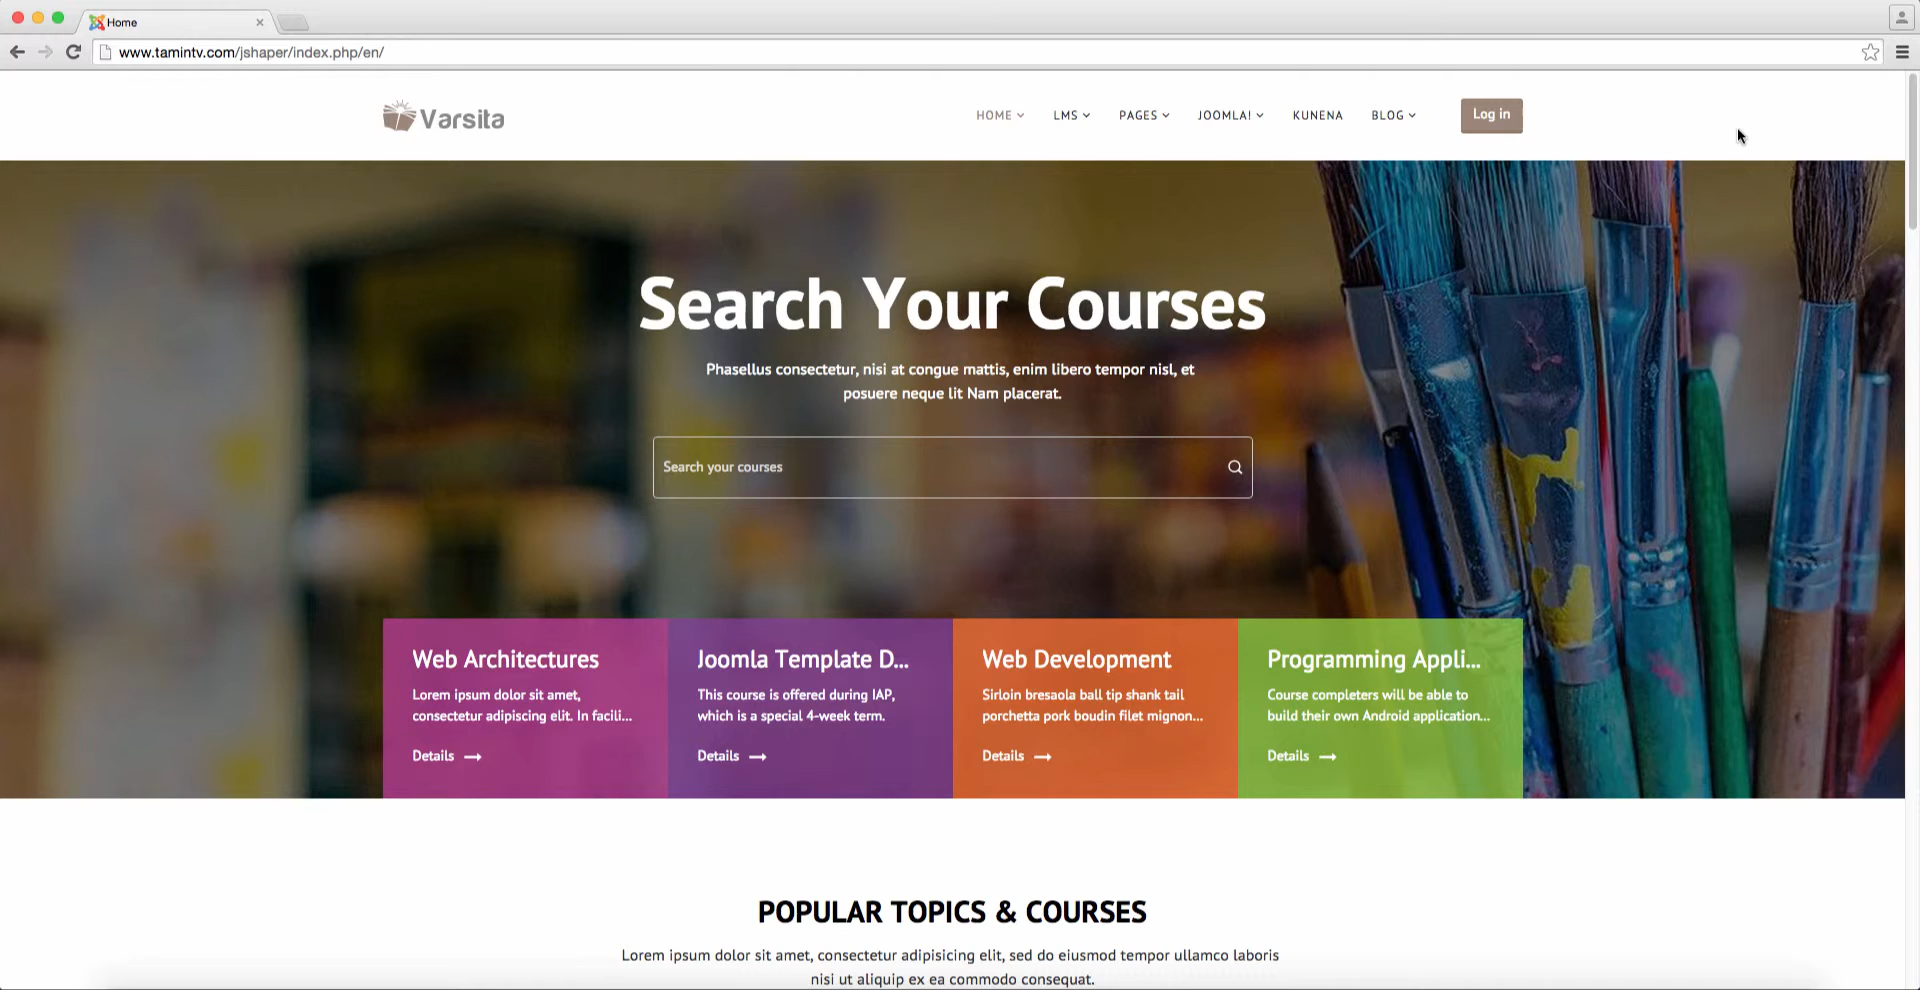 Home
www.tamintv.com/jshaper/index.php/en/
Varsita
HOME
LMS
PAGES
JOOMLA!
KUNENA
BLOG
Log in
Search Your Courses
Phasellus consectetur, nisi at congue mattis, enim libero tempor nisl, et
posuere neque lit Nam placerat.
Search your courses
Web Architectures
Lorem ipsum dolor sit amet,
consectetur adipiscing elit. In facili...
Details
Joomla Template D...
This course is offered during IAP,
which is a special 4-week term.
Details
Web Development
Sirloin bresaola ball tip shank tail
porchetta pork boudin filet mignon...
Details
Programming Appli...
Course completers will be able to
build their own Android application...
Details
POPULAR TOPICS & COURSES
Lorem ipsum dolor sit amet, consectetur adipisicing elit, sed do eiusmod tempor ullamco laboris
nisi ut aliquip ex ea commodo consequat.